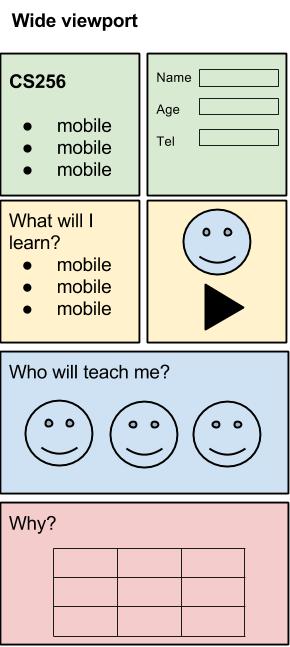 Wide viewport
CS256
● mobile
● mobile
● mobile
Name
Age
Tel
What will I
learn?
● mobile
● mobile
● mobile
Who will teach me?
Why?